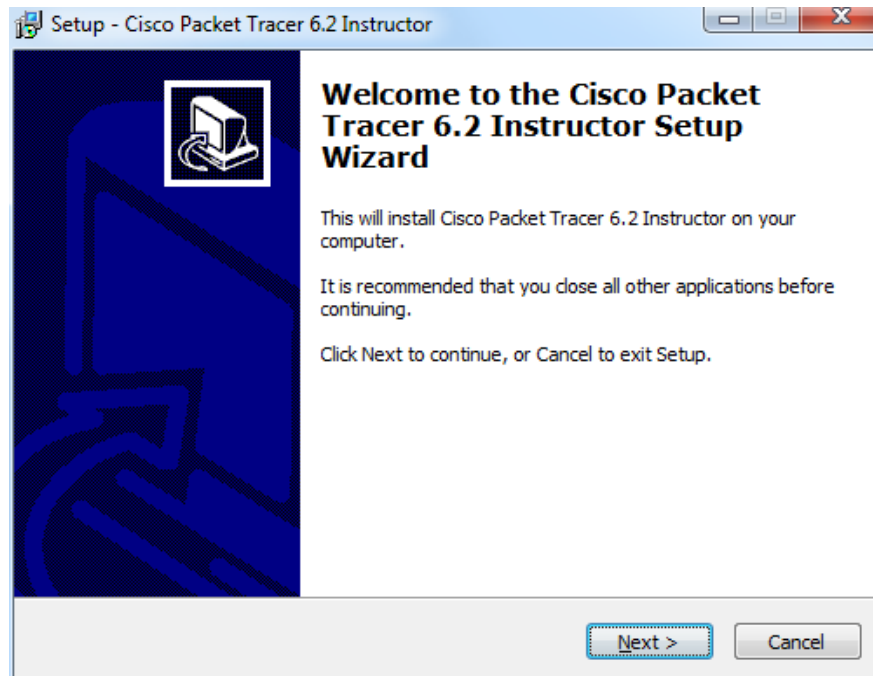 Setup - Cisco Packet Tracer 6.2 Instructor
Welcome to the Cisco Packet
Tracer 6.2 Instructor Setup
Wizard
This will install Cisco Packet Tracer 6.2 Instructor on your
computer.
It is recommended that you close all other applications before
continuing.
Click Next to continue, or Cancel to exit Setup.
Next >
Cancel